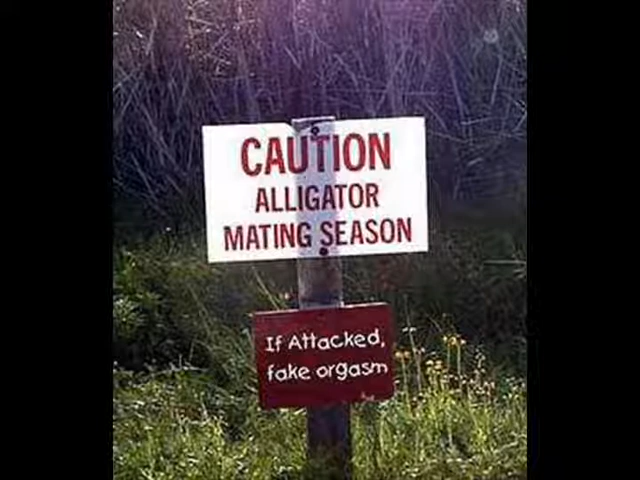 CAUTION
ALLIGATOR
MATING SEASON
If Attacked,
fake orgasm